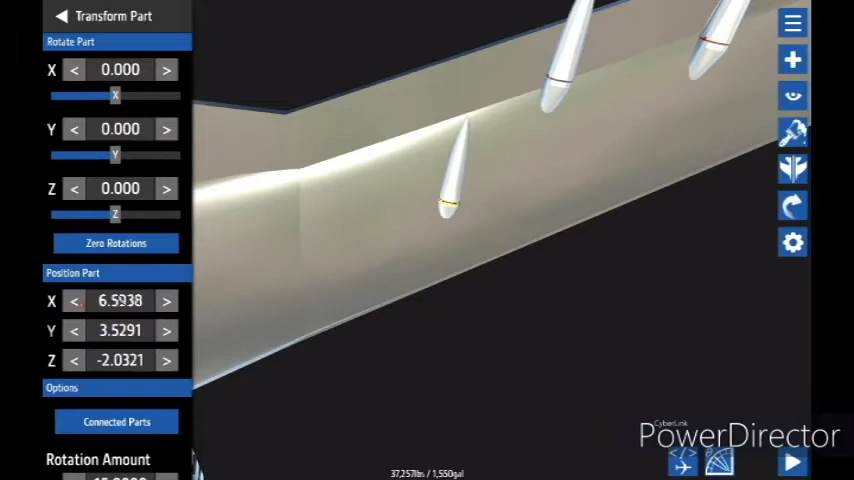 Transform Part
Rotate Part
X < 0.000 >
X
Y < 0.000 >
Y
Z < 0.000 >
Z
Zero Rotations
Position Part
X < 6.5938 >
Y < 3.5291 >
Z < -2.0321 >
Options
Connected Parts
Rotation Amount
37,257lbs / 1,550gal
CyberLink
PowerDirector